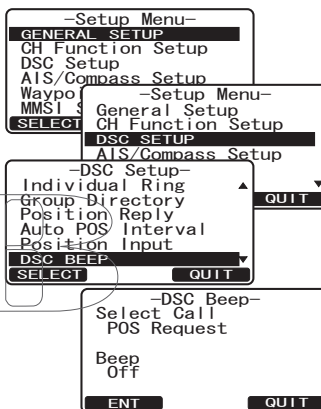 -Setup Menu-
GENERAL SETUP
CH Function Setup
DSC Setup
AIS/Compass Setup
Waypoi
MMSI S
SELECT
-Setup Menu-
General Setup
CH Function Setup
DSC SETUP
AIS/Compass Setup
QUIT
-DSC Setup-
Individual Ring
Group Directory
Position Reply
Auto POS Interval
Position Input
DSC BEEP
SELECT QUIT
-DSC Beep-
Select Call
POS Request
Beep
Off
ENT QUIT